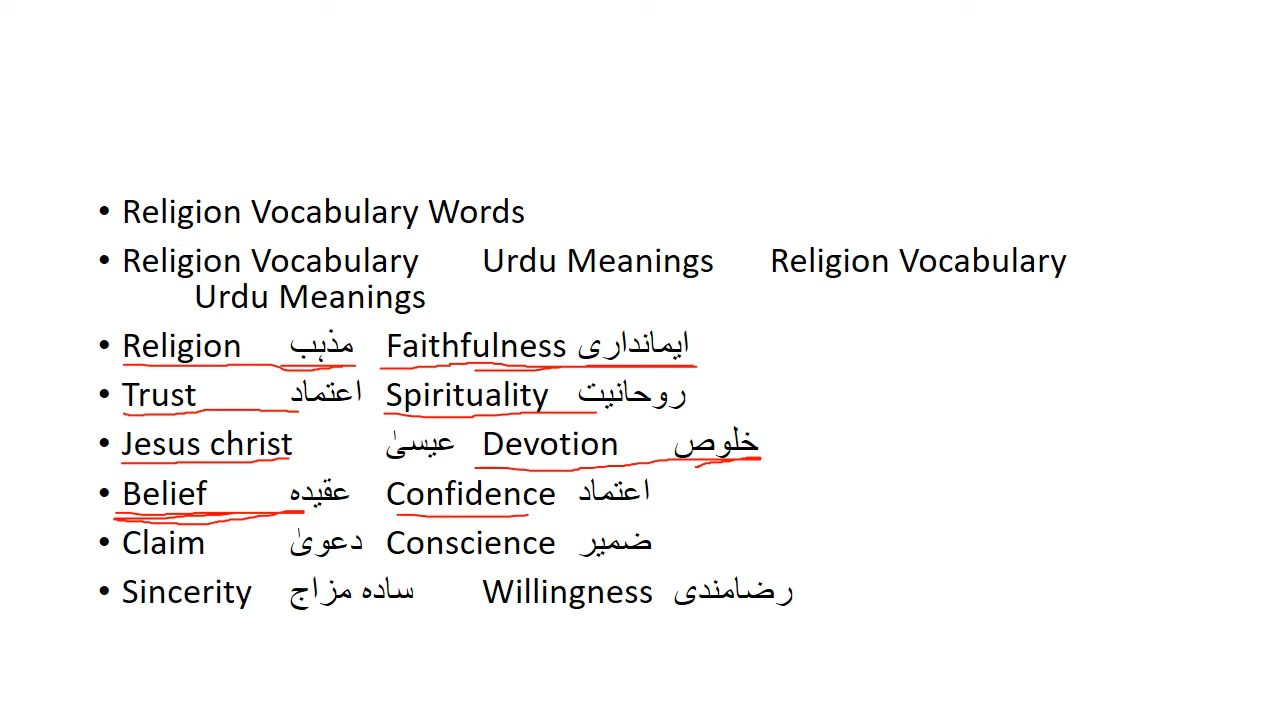 • Religion Vocabulary Words
• Religion Vocabulary Urdu Meanings Religion Vocabulary
Urdu Meanings
• Religion مذہب Faithfulness ایمانداری
• Trust اعتماد Spirituality روحانیت
• Jesus christ عیسیٰ Devotion خلوص
• Belief عقیدہ Confidence اعتماد
• Claim دعویٰ Conscience ضمیر
• Sincerity سادہ مزاج Willingness رضامندی